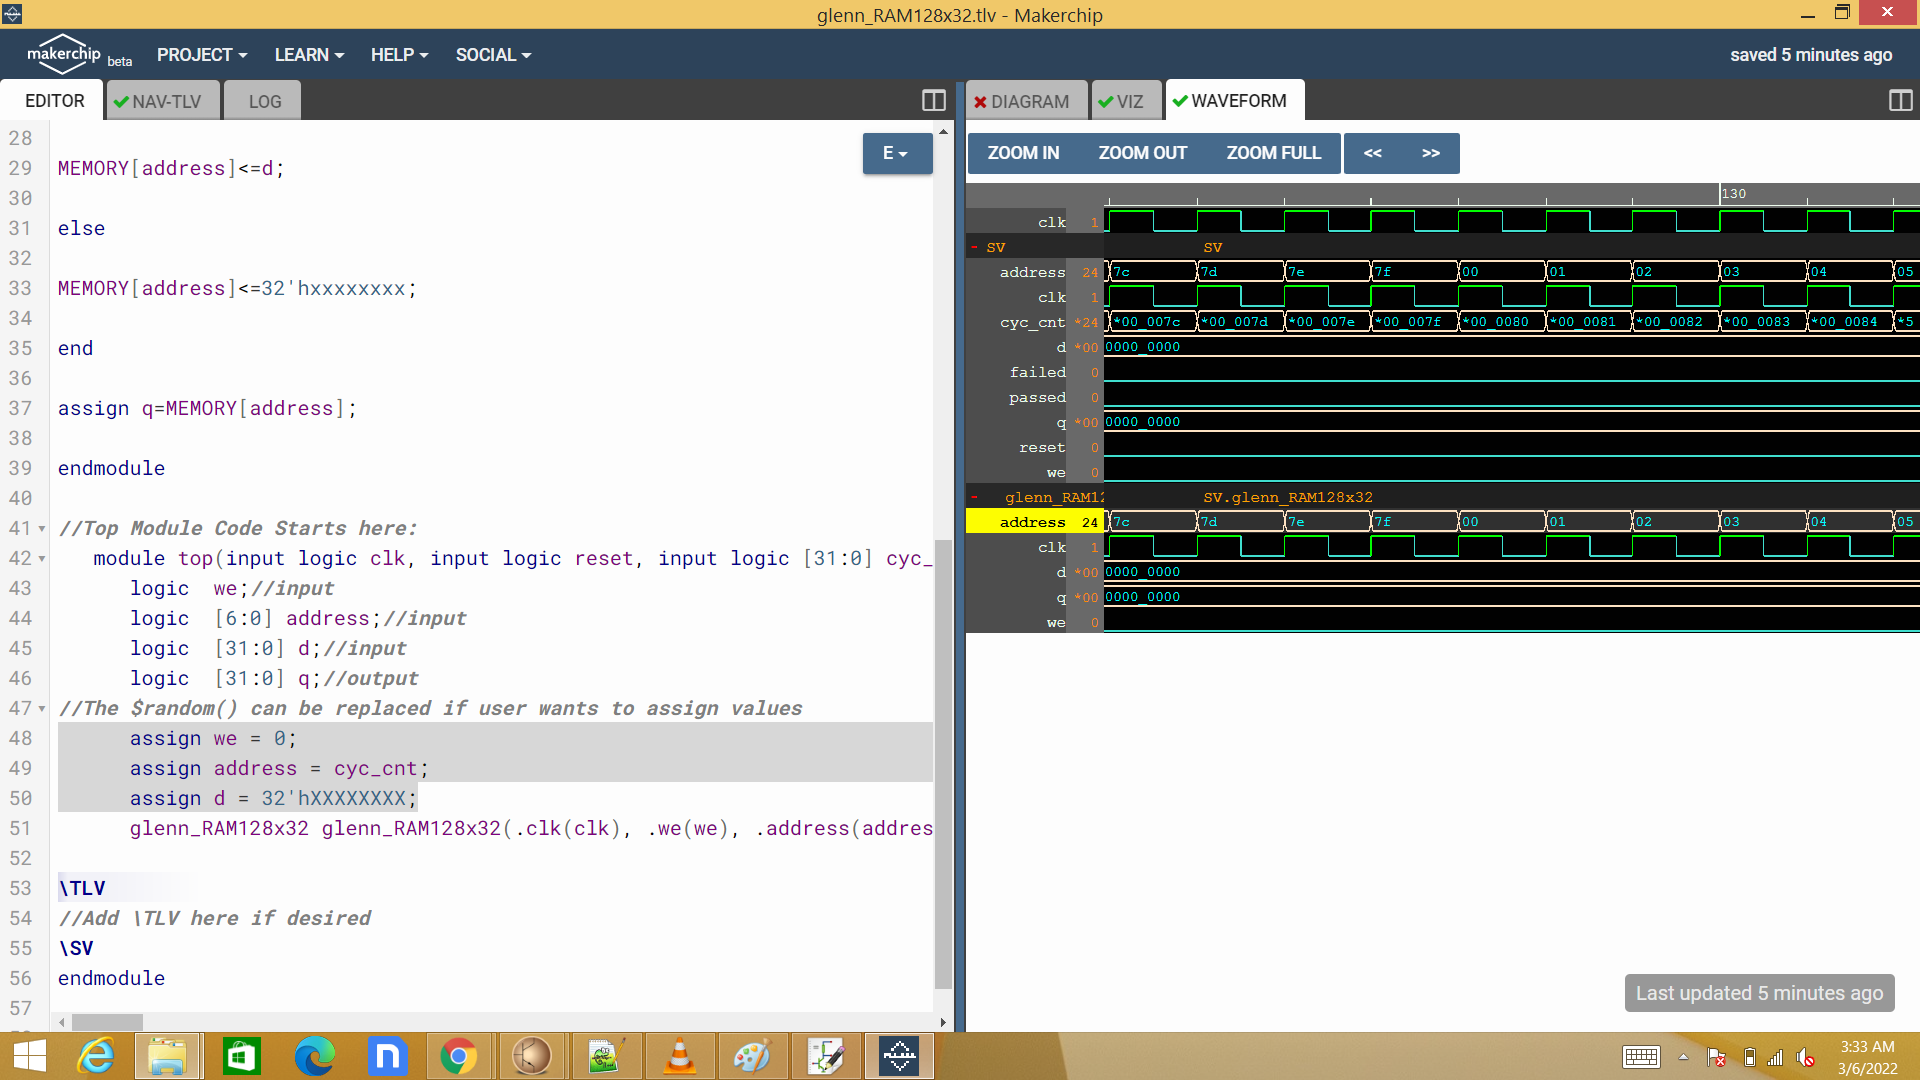 glenn_RAM128x32.tlv - Makerchip
makerchip beta PROJECT LEARN HELP SOCIAL saved 5 minutes ago
EDITOR NAV-TLV LOG
28
29 MEMORY[address]<=d;
30
31 else
32
33 MEMORY[address]<=32'hxxxxxxxx;
34
35 end
36
37 assign q=MEMORY[address];
38
39 endmodule
40
41 //Top Module Code Starts here:
42 module top(input logic clk, input logic reset, input logic [31:0] cyc_
43 logic we;//input
44 logic [6:0] address;//input
45 logic [31:0] d;//input
46 logic [31:0] q;//output
47 //The $random() can be replaced if user wants to assign values
48 assign we = 0;
49 assign address = cyc_cnt;
50 assign d = 32'hXXXXXXXX;
51 glenn_RAM128x32 glenn_RAM128x32(.clk(clk), .we(we), .address(addres
52
53 \TLV
54 //Add \TLV here if desired
55 \SV
56 endmodule
57
E
DIAGRAM VIZ WAVEFORM
ZOOM IN ZOOM OUT ZOOM FULL << >>
130
clk 1
- SV SV
address 24 7c 7d 7e 7f 00 01 02 03 04 05
clk 1
cyc_cnt *24 *00_007c *00_007d *00_007e *00_007f *00_0080 *00_0081 *00_0082 *00_0083 *00_0084 *5
d *00 0000_0000
failed 0
passed 0
q *00 0000_0000
reset 0
we 0
- glenn_RAM12 SV.glenn_RAM128x32
address 24 7c 7d 7e 7f 00 01 02 03 04 05
clk 1
d *00 0000_0000
q *00 0000_0000
we 0
Last updated 5 minutes ago
3:33 AM
3/6/2022